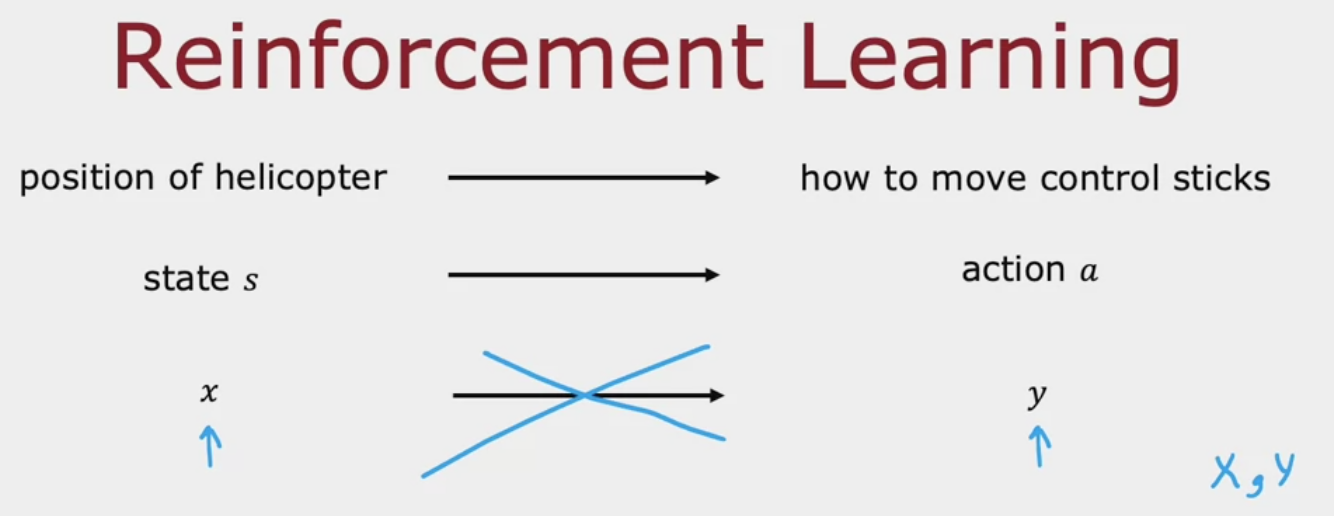 Reinforcement Learning
position of helicopter how to move control sticks
state s action a
x y
X, Y